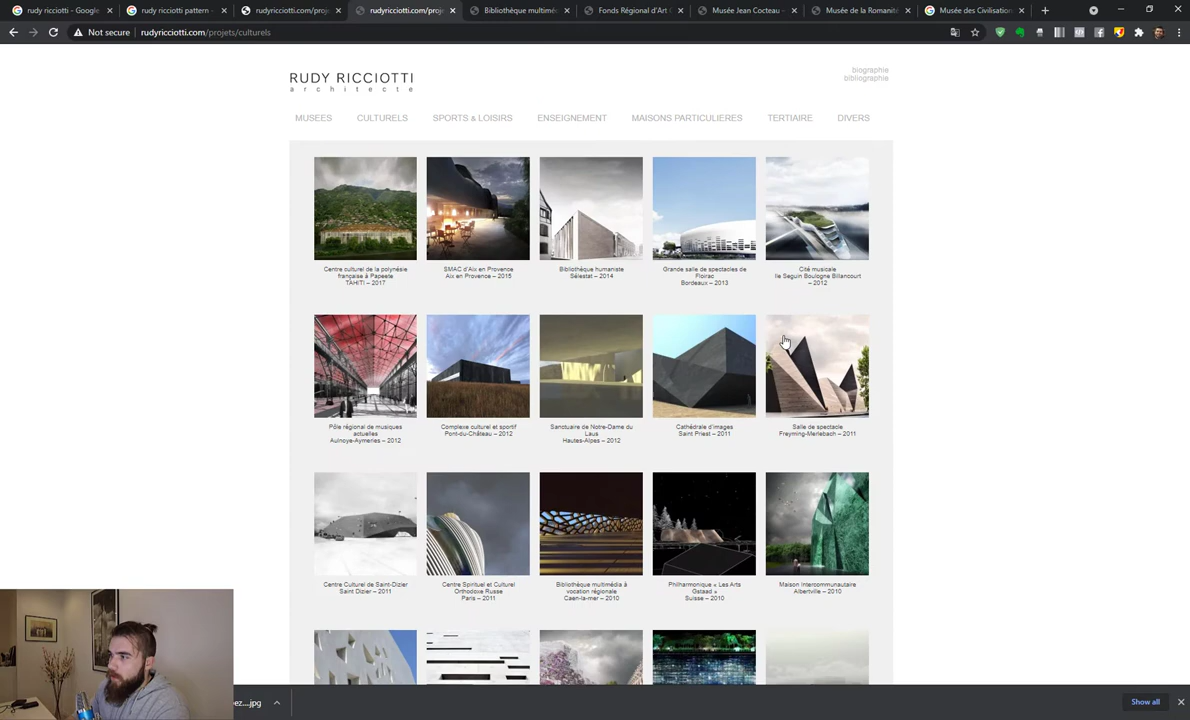 rudy ricciotti - Google
rudy ricciotti pattern
rudyricciotti.com/proje
rudyricciotti.com/proje
Bibliothèque multiméd
Fonds Régional d'Art
Musée Jean Cocteau –
Musée de la Romanité
Musée des Civilisation
Not secure
rudyricciotti.com/projets/culturels
RUDY RICCIOTTI
architecte
biographie
bibliographie
MUSEES
CULTURELS
SPORTS & LOISIRS
ENSEIGNEMENT
MAISONS PARTICULIERES
TERTIAIRE
DIVERS
Centre culturel de la polynésie
française à Papeete
TAHITI – 2017
SMAC d'Aix en Provence
Aix en Provence – 2015
Bibliothèque humaniste
Sélestat – 2014
Grande salle de spectacles de
Floirac
Bordeaux – 2013
Cité musicale
Ile Seguin Boulogne Billancourt
– 2012
Pôle régional de musiques
actuelles
Aulnoye-Aymeries – 2012
Complexe culturel et sportif
Pont-du-Château – 2012
Sanctuaire de Notre-Dame du
Laus
Hautes-Alpes – 2012
Cathédrale d'images
Saint Priest – 2011
Salle de spectacle
Freyming-Merlebach – 2011
Centre Culturel de Saint-Dizier
Saint Dizier – 2011
Centre Spirituel et Culturel
Orthodoxe Russe
Paris – 2011
Bibliothèque multimédia à
vocation régionale
Caen-la-mer – 2010
Philharmonique « Les Arts
Gstaad »
Suisse – 2010
Maison intercommunautaire
Albertville – 2010
ez....jpg
Show all